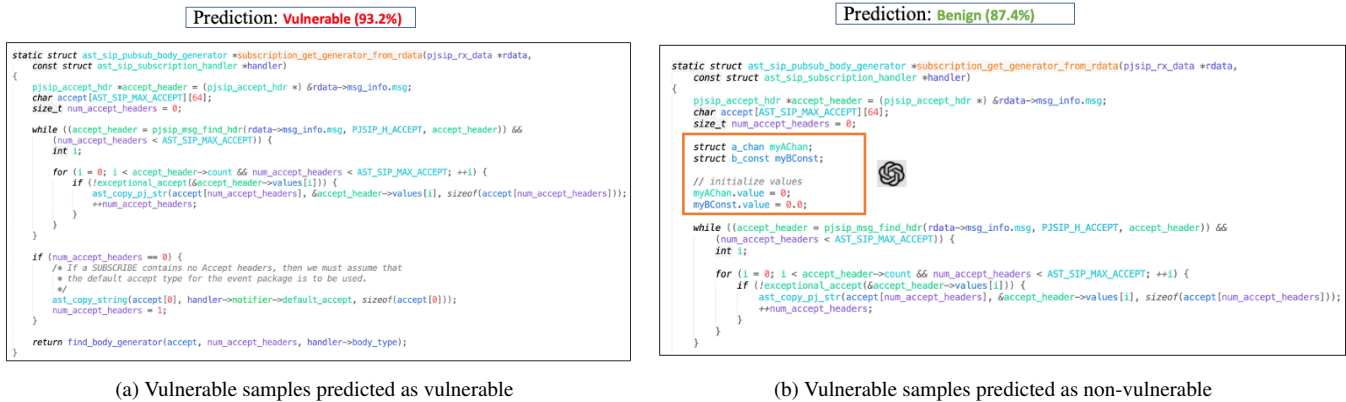 Prediction: Vulnerable (93.2%)
static struct ast_sip_pubsub_body_generator *subscription_get_generator_from_rdata(pjsip_rx_data *rdata,
    const struct ast_sip_subscription_handler *handler)
{
    pjsip_accept_hdr *accept_header = (pjsip_accept_hdr *) &rdata->msg_info.msg;
    char accept[AST_SIP_MAX_ACCEPT][64];
    size_t num_accept_headers = 0;
    while ((accept_header = pjsip_msg_find_hdr(rdata->msg_info.msg, PJSIP_H_ACCEPT, accept_header)) &&
        (num_accept_headers < AST_SIP_MAX_ACCEPT)) {
        int i;
        for (i = 0; i < accept_header->count && num_accept_headers < AST_SIP_MAX_ACCEPT; ++i) {
            if (!exceptional_accept(&accept_header->values[i])) {
                ast_copy_pj_str(accept[num_accept_headers], &accept_header->values[i], sizeof(accept[num_accept_headers]));
                ++num_accept_headers;
            }
        }
    }
    if (num_accept_headers == 0) {
        /* If a SUBSCRIBE contains no Accept headers, then we must assume that
         * the default accept type for the event package is to be used.
         */
        ast_copy_string(accept[0], handler->notifier->default_accept, sizeof(accept[0]));
        num_accept_headers = 1;
    }
    return find_body_generator(accept, num_accept_headers, handler->body_type);
}
(a) Vulnerable samples predicted as vulnerable
Prediction: Benign (87.4%)
static struct ast_sip_pubsub_body_generator *subscription_get_generator_from_rdata(pjsip_rx_data *rdata,
    const struct ast_sip_subscription_handler *handler)
{
    pjsip_accept_hdr *accept_header = (pjsip_accept_hdr *) &rdata->msg_info.msg;
    char accept[AST_SIP_MAX_ACCEPT][64];
    size_t num_accept_headers = 0;
    struct a_chan myAChan;
    struct b_const myBConst;
    // initialize values
    myAChan.value = 0;
    myBConst.value = 0.0;
    while ((accept_header = pjsip_msg_find_hdr(rdata->msg_info.msg, PJSIP_H_ACCEPT, accept_header)) &&
        (num_accept_headers < AST_SIP_MAX_ACCEPT)) {
        int i;
        for (i = 0; i < accept_header->count && num_accept_headers < AST_SIP_MAX_ACCEPT; ++i) {
            if (!exceptional_accept(&accept_header->values[i])) {
                ast_copy_pj_str(accept[num_accept_headers], &accept_header->values[i], sizeof(accept[num_accept_headers]));
                ++num_accept_headers;
            }
        }
    }
(b) Vulnerable samples predicted as non-vulnerable